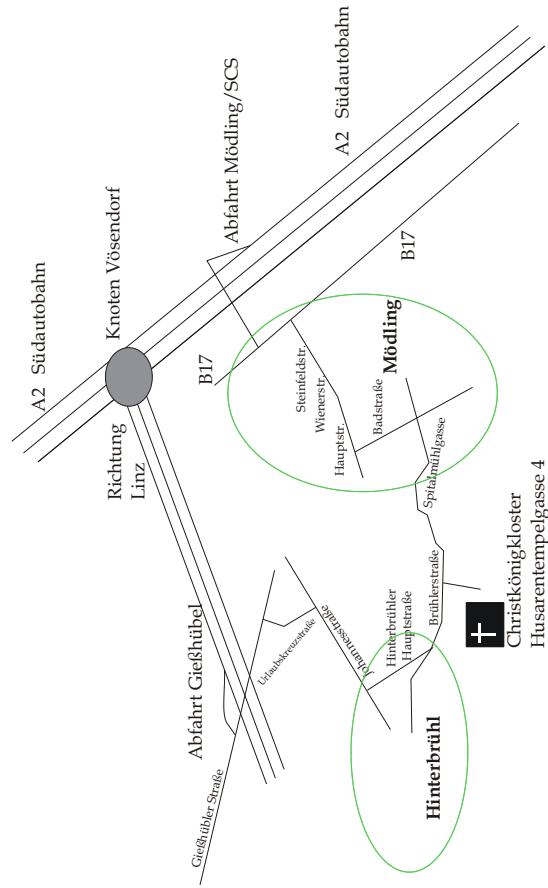 A2 Südautobahn
Knoten Vösendorf
Abfahrt Mödling/SCS
A2 Südautobahn
Richtung
Linz
B17
B17
Abfahrt Gießhübel
Gießhübler Straße
Urlaubskreuzstraße
Johannesstraße
Hinterbrühler
Hauptstraße
Steinfeldstr.
Wienerstr.
Hauptstr.
Badstraße
Mödling
Spitalmühlgasse
Brühlerstraße
Hinterbrühl
Christkönigkloster
Husarentempelgasse 4